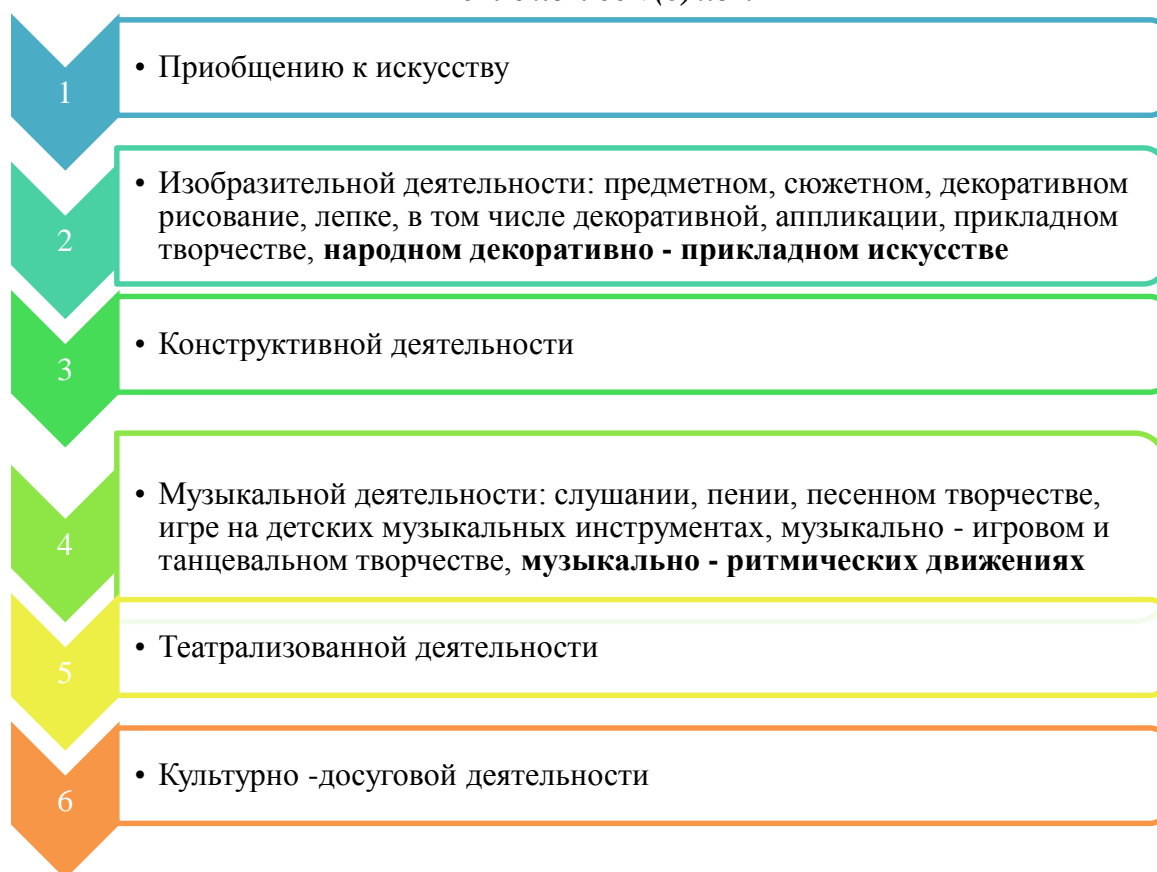 1
• Приобщению к искусству
2
• Изобразительной деятельности: предметном, сюжетном, декоративном
рисование, лепке, в том числе декоративной, аппликации, прикладном
творчестве, народном декоративно - прикладном искусстве
3
• Конструктивной деятельности
4
• Музыкальной деятельности: слушании, пении, песенном творчестве,
игре на детских музыкальных инструментах, музыкально - игровом и
танцевальном творчестве, музыкально - ритмических движениях
5
• Театрализованной деятельности
6
• Культурно -досуговой деятельности